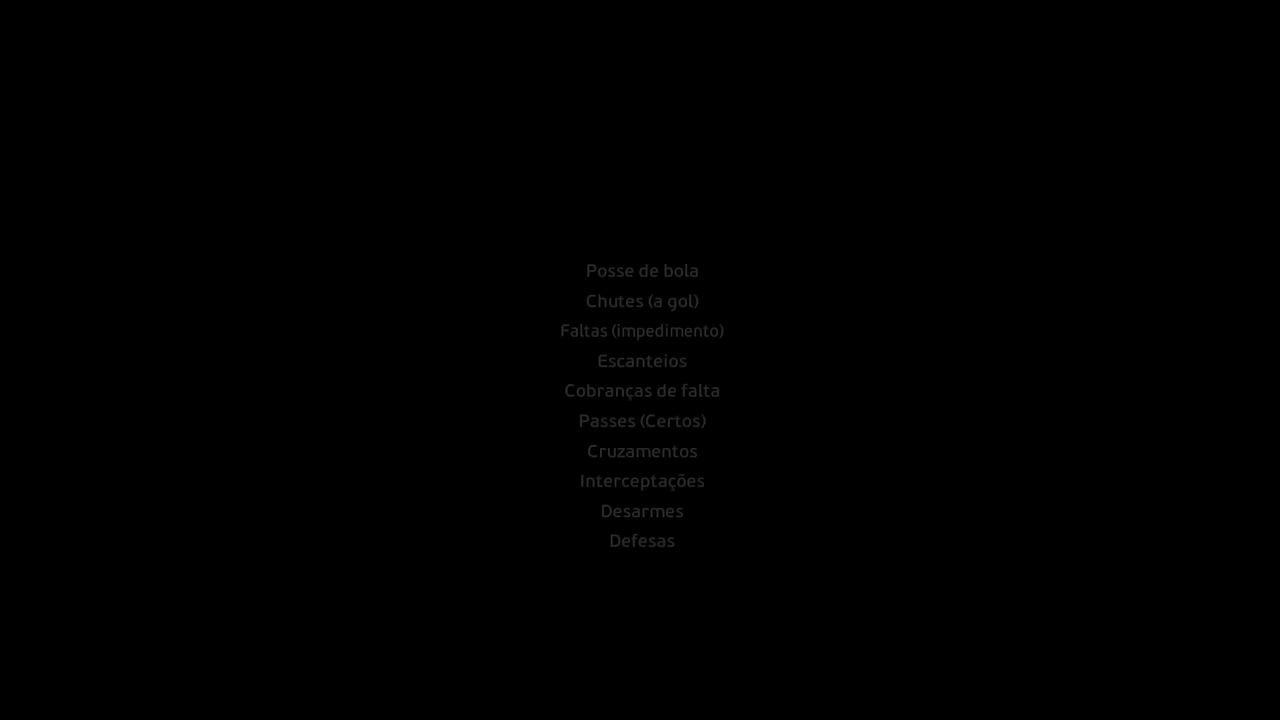 Posse de bola
Chutes (a gol)
Faltas (impedimento)
Escanteios
Cobranças de falta
Passes (Certos)
Cruzamentos
Interceptações
Desarmes
Defesas